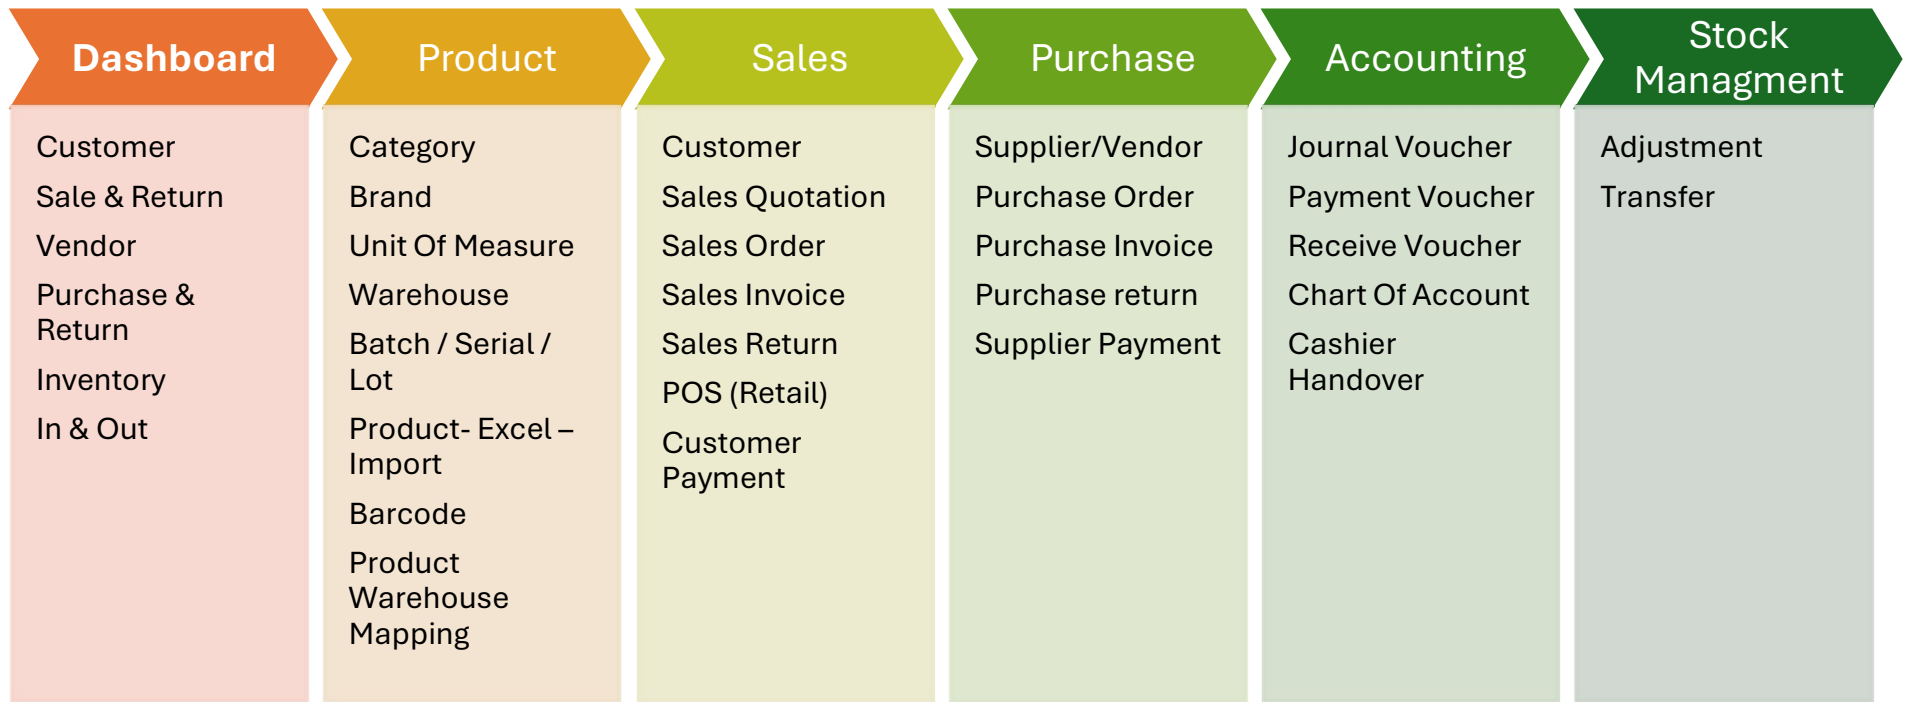 Dashboard
Customer
Sale & Return
Vendor
Purchase &
Return
Inventory
In & Out
Product
Category
Brand
Unit Of Measure
Warehouse
Batch / Serial /
Lot
Product- Excel –
Import
Barcode
Product
Warehouse
Mapping
Sales
Customer
Sales Quotation
Sales Order
Sales Invoice
Sales Return
POS (Retail)
Customer
Payment
Purchase
Supplier/Vendor
Purchase Order
Purchase Invoice
Purchase return
Supplier Payment
Accounting
Journal Voucher
Payment Voucher
Receive Voucher
Chart Of Account
Cashier
Handover
Stock
Managment
Adjustment
Transfer